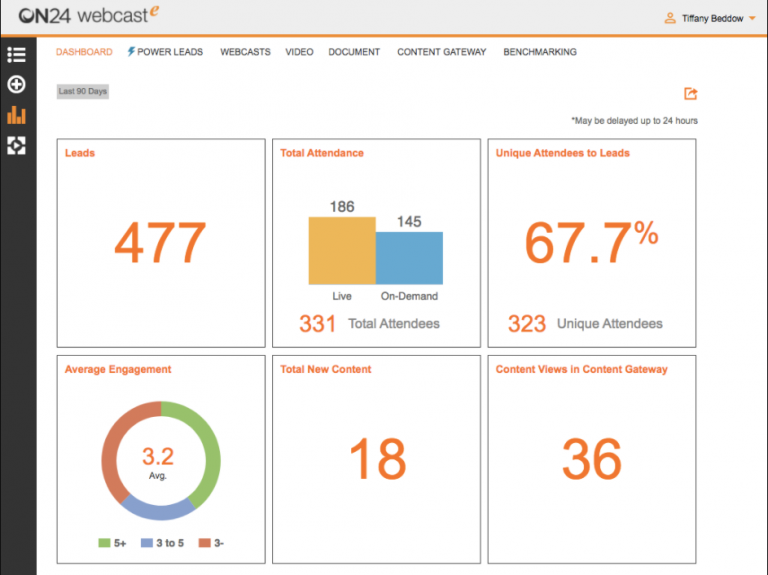 ON24 webcast e
Tiffany Beddow
DASHBOARD POWER LEADS WEBCASTS VIDEO DOCUMENT CONTENT GATEWAY BENCHMARKING
Last 90 Days
*May be delayed up to 24 hours
Leads
477
Total Attendance
186
145
Live On-Demand
331 Total Attendees
Unique Attendees to Leads
67.7%
323 Unique Attendees
Average Engagement
3.2
Avg.
5+ 3 to 5 3-
Total New Content
18
Content Views in Content Gateway
36